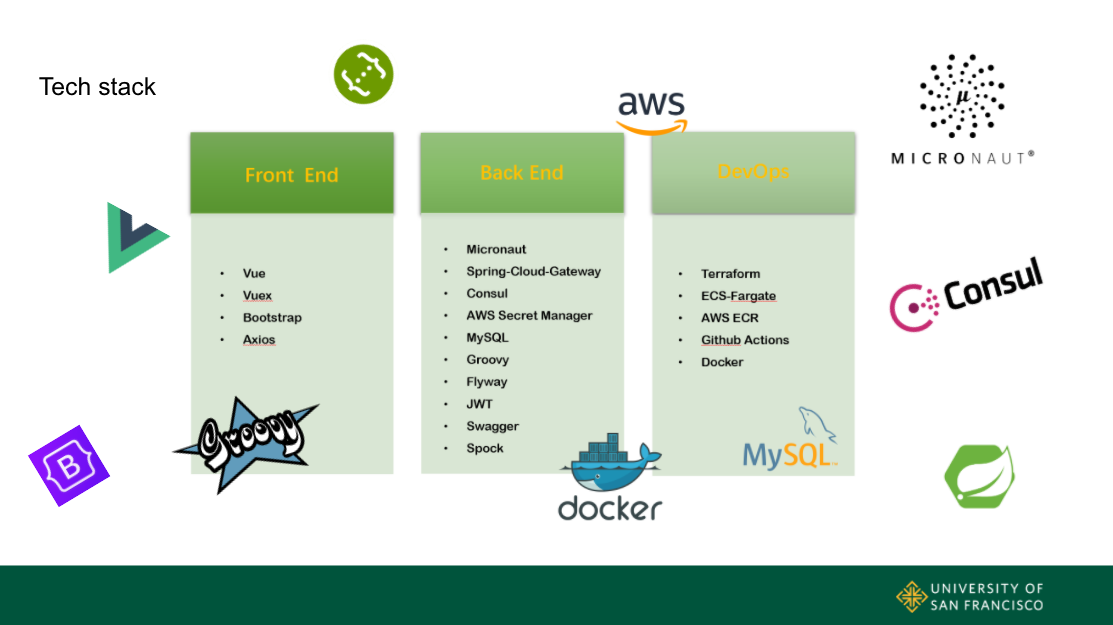 Tech stack
aws
MICRONAUT®
Front End
Back End
DevOps
• Vue
• Vuex
• Bootstrap
• Axios
• Micronaut
• Spring-Cloud-Gateway
• Consul
• AWS Secret Manager
• MySQL
• Groovy
• Flyway
• JWT
• Swagger
• Spock
• Terraform
• ECS-Fargate
• AWS ECR
• Github Actions
• Docker
μ
Consul
Groovy
B
docker
MySQL™
{...}
UNIVERSITY OF
SAN FRANCISCO